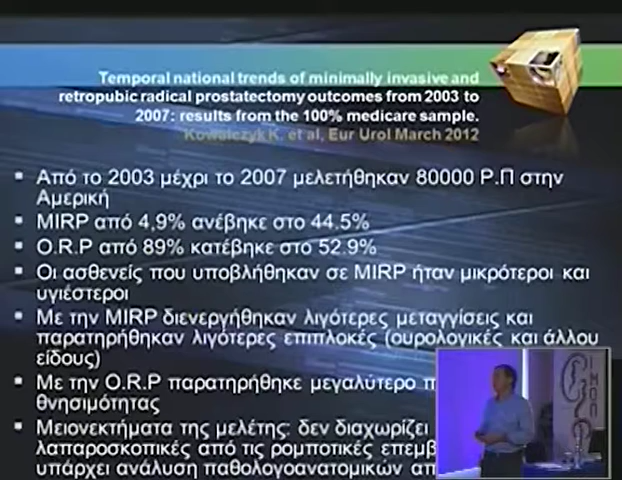 Temporal national trends of minimally invasive and
retropubic radical prostatectomy outcomes from 2003 to
2007: results from the 100% medicare sample.
Kowalczyk K. et al, Eur Urol March 2012
Από το 2003 μέχρι το 2007 μελετήθηκαν 80000 Ρ.Π στην
Αμερική
MIRP από 4,9% ανέβηκε στο 44.5%
O.R.P από 89% κατέβηκε στο 52.9%
Οι ασθενείς που υποβλήθηκαν σε MIRP ήταν μικρότεροι και
υγιέστεροι
Με την MIRP διενεργήθηκαν λιγότερες μεταγγίσεις και
παρατηρήθηκαν λιγότερες επιπλοκές (ουρολογικές και άλλου
είδους)
Με την O.R.P παρατηρήθηκε μεγαλύτερο
θνησιμότητας
Μειονεκτήματα της μελέτης: δεν διαχωρίζει
λαπαροσκοπικές από τις ρομποτικές επεμβ
υπάρχει ανάλυση παθολογοανατομικών απ